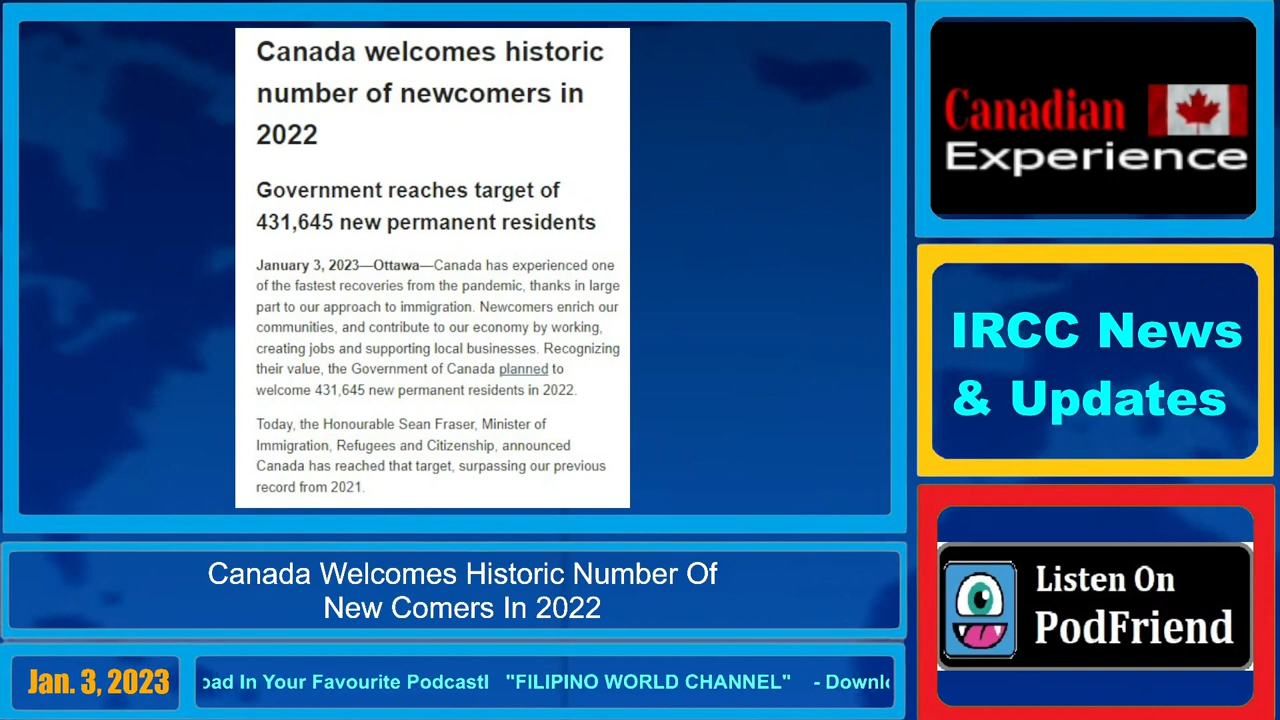 Canada welcomes historic
number of newcomers in
2022
Government reaches target of
431,645 new permanent residents
January 3, 2023—Ottawa—Canada has experienced one
of the fastest recoveries from the pandemic, thanks in large
part to our approach to immigration. Newcomers enrich our
communities, and contribute to our economy by working,
creating jobs and supporting local businesses. Recognizing
their value, the Government of Canada planned to
welcome 431,645 new permanent residents in 2022.
Today, the Honourable Sean Fraser, Minister of
Immigration, Refugees and Citizenship, announced
Canada has reached that target, surpassing our previous
record from 2021.
Canadian
Experience
IRCC News
& Updates
Listen On
PodFriend
Canada Welcomes Historic Number Of
New Comers In 2022
Jan. 3, 2023
In Your Favourite Podcastl "FILIPINO WORLD CHANNEL" -